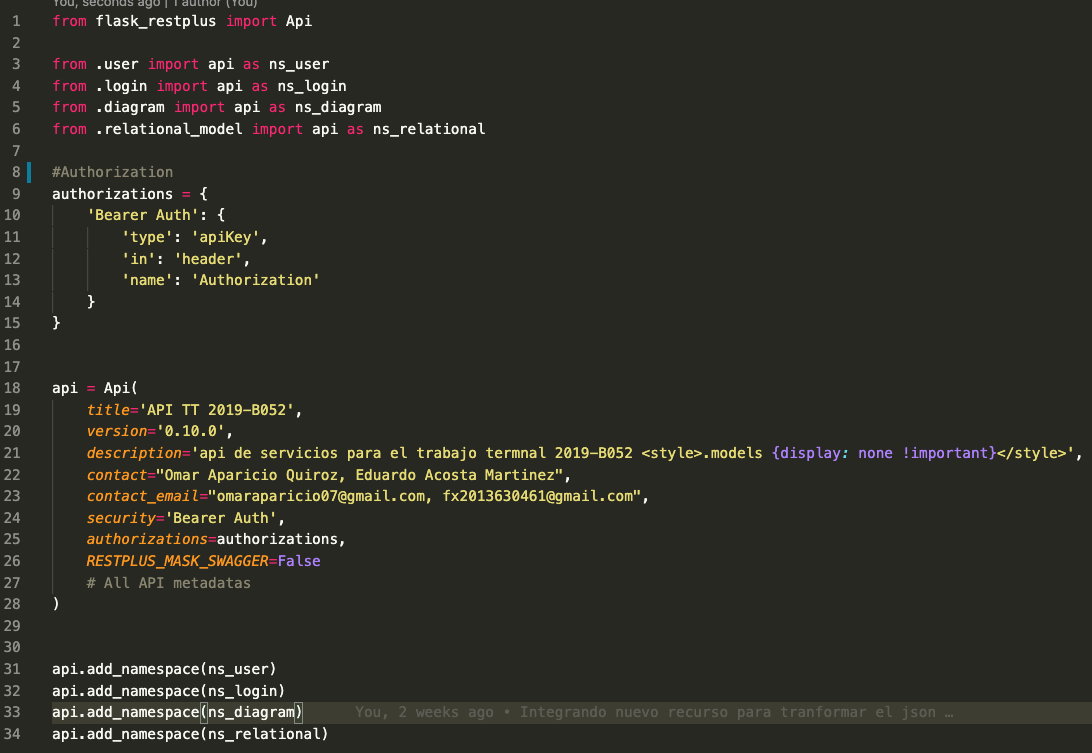 You, seconds ago | 1 author (You)
1 from flask_restplus import Api
2
3 from .user import api as ns_user
4 from .login import api as ns_login
5 from .diagram import api as ns_diagram
6 from .relational_model import api as ns_relational
7
8 #Authorization
9 authorizations = {
10     'Bearer Auth': {
11         'type': 'apiKey',
12         'in': 'header',
13         'name': 'Authorization'
14     }
15 }
16
17
18 api = Api(
19     title='API TT 2019-B052',
20     version='0.10.0',
21     description='api de servicios para el trabajo termnal 2019-B052 <style>.models {display: none !important}</style>',
22     contact="Omar Aparicio Quiroz, Eduardo Acosta Martinez",
23     contact_email="omaraparicio07@gmail.com, fx2013630461@gmail.com",
24     security='Bearer Auth',
25     authorizations=authorizations,
26     RESTPLUS_MASK_SWAGGER=False
27     # All API metadatas
28 )
29
30
31 api.add_namespace(ns_user)
32 api.add_namespace(ns_login)
33 api.add_namespace(ns_diagram)      You, 2 weeks ago • Integrando nuevo recurso para tranformar el json …
34 api.add_namespace(ns_relational)